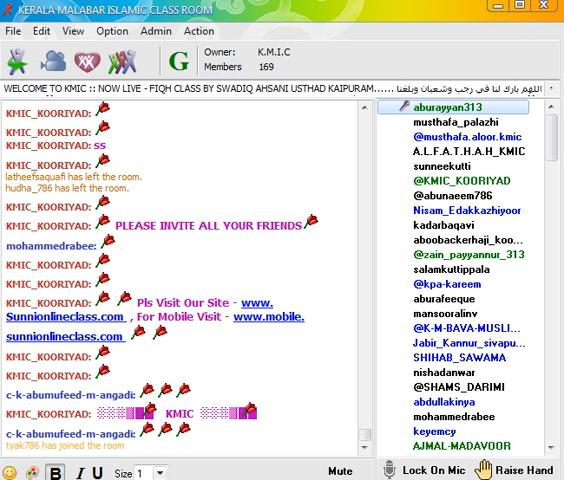 KERALA MALABAR ISLAMIC CLASS ROOM
File Edit View Option Admin Action
G Owner: K.M.I.C
Members 169
WELCOME TO KMIC :: NOW LIVE - FIQH CLASS BY SWADIQ AHSANI USTHAD KAIPURAM...... اللهم بارك لنا في رجب وشعبان وبلغنا
KMIC_KOORIYAD:
KMIC_KOORIYAD:
KMIC_KOORIYAD: ss
KMIC_KOORIYAD:
latheefsaquafi has left the room.
hudha_786 has left the room.
KMIC_KOORIYAD:
KMIC_KOORIYAD: PLEASE INVITE ALL YOUR FRIENDS
mohammedrabee:
KMIC_KOORIYAD:
KMIC_KOORIYAD:
KMIC_KOORIYAD: Pls Visit Our Site - www.
Sunnionlineclass.com , For Mobile Visit - www.mobile.
sunnionlineclass.com
KMIC_KOORIYAD:
KMIC_KOORIYAD:
c-k-abumufeed-m-angadi:
KMIC_KOORIYAD: ░░░▒▓█ KMIC ░░░▒▓█
c-k-abumufeed-m-angadi:
tyak786 has joined the room
B I U Size 1 Mute
aburayyan313
musthafa_palazhi
@musthafa.aloor.kmic
A.L.F.A.T.H.A.H_KMIC
sunneekutti
@KMIC_KOORIYAD
@abunaeem786
Nisam_Edakkazhiyoor
kadarbaqavi
aboobackerhaji_koo...
@zain_payyannur_313
salamkuttippala
@kpa-kareem
aburafeeque
mansooralinv
@K-M-BAVA-MUSLI...
Jabir_Kannur_sivapu...
SHIHAB_SAWAMA
nishadanwar
@SHAMS_DARIMI
abdullakinya
mohammedrabee
keyemcy
AJMAL-MADAVOOR
Lock On Mic Raise Hand